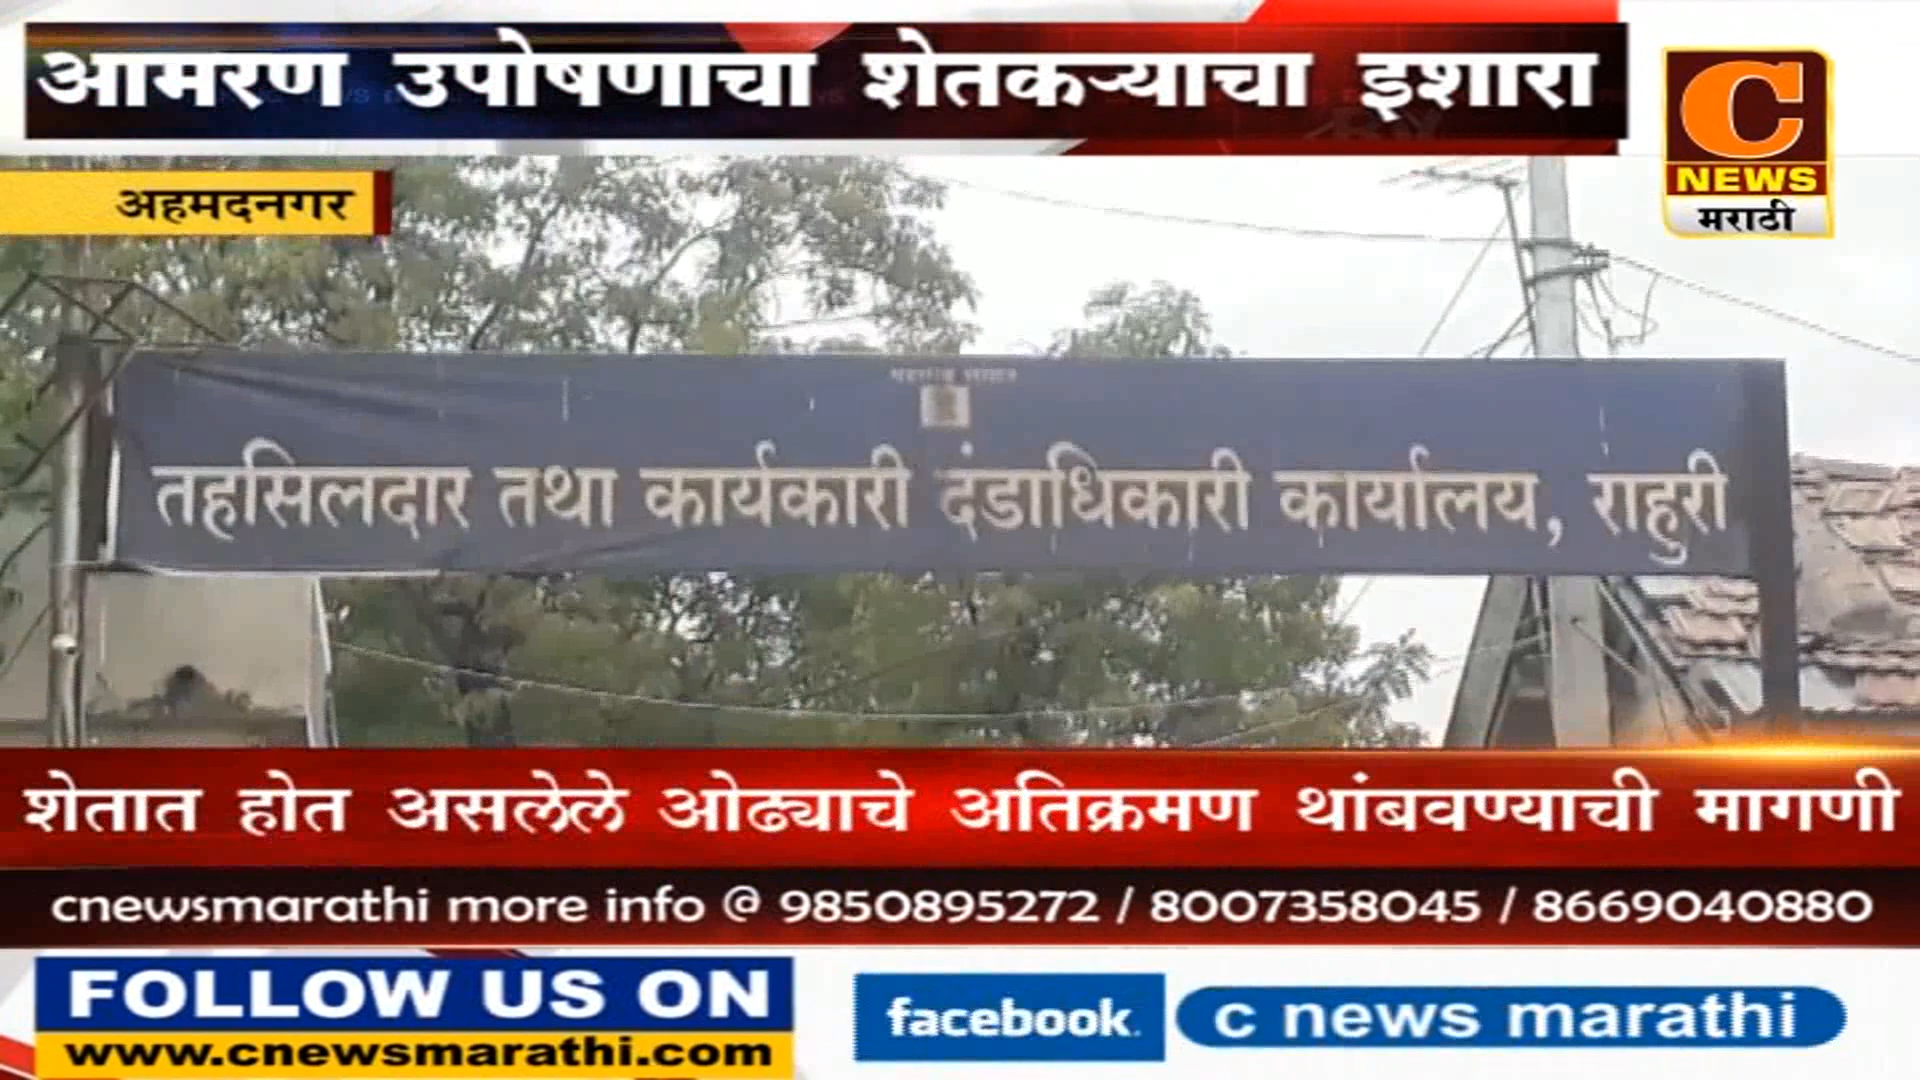 आमरण उपोषणाचा शेतकऱ्याचा इशारा
C
NEWS
मराठी
अहमदनगर
तहसिलदार तथा कार्यकारी दंडाधिकारी कार्यालय, राहुरी
शेतात होत असलेले ओढ्याचे अतिक्रमण थांबवण्याची मागणी
cnewsmarathi more info @ 9850895272 / 8007358045 / 8669040880
FOLLOW US ON
www.cnewsmarathi.com
facebook.
c news marathi